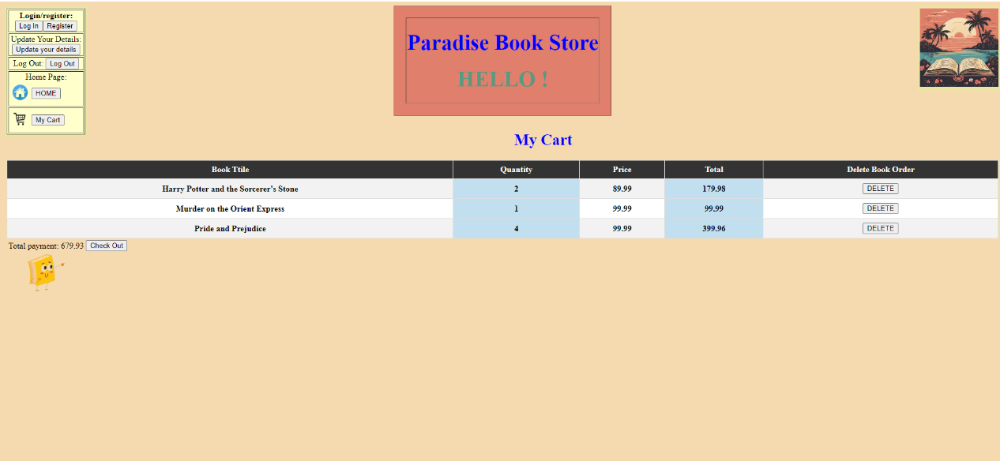 Login/register:
Log In Register
Update Your Details:
Update your details
Log Out: Log Out
Home Page:
HOME
My Cart
Paradise Book Store
HELLO !
My Cart
Book Ttile Quantity Price Total Delete Book Order
Harry Potter and the Sorcerer's Stone 2 89.99 179.98 DELETE
Murder on the Orient Express 1 99.99 99.99 DELETE
Pride and Prejudice 4 99.99 399.96 DELETE
Total payment: 679.93 Check Out